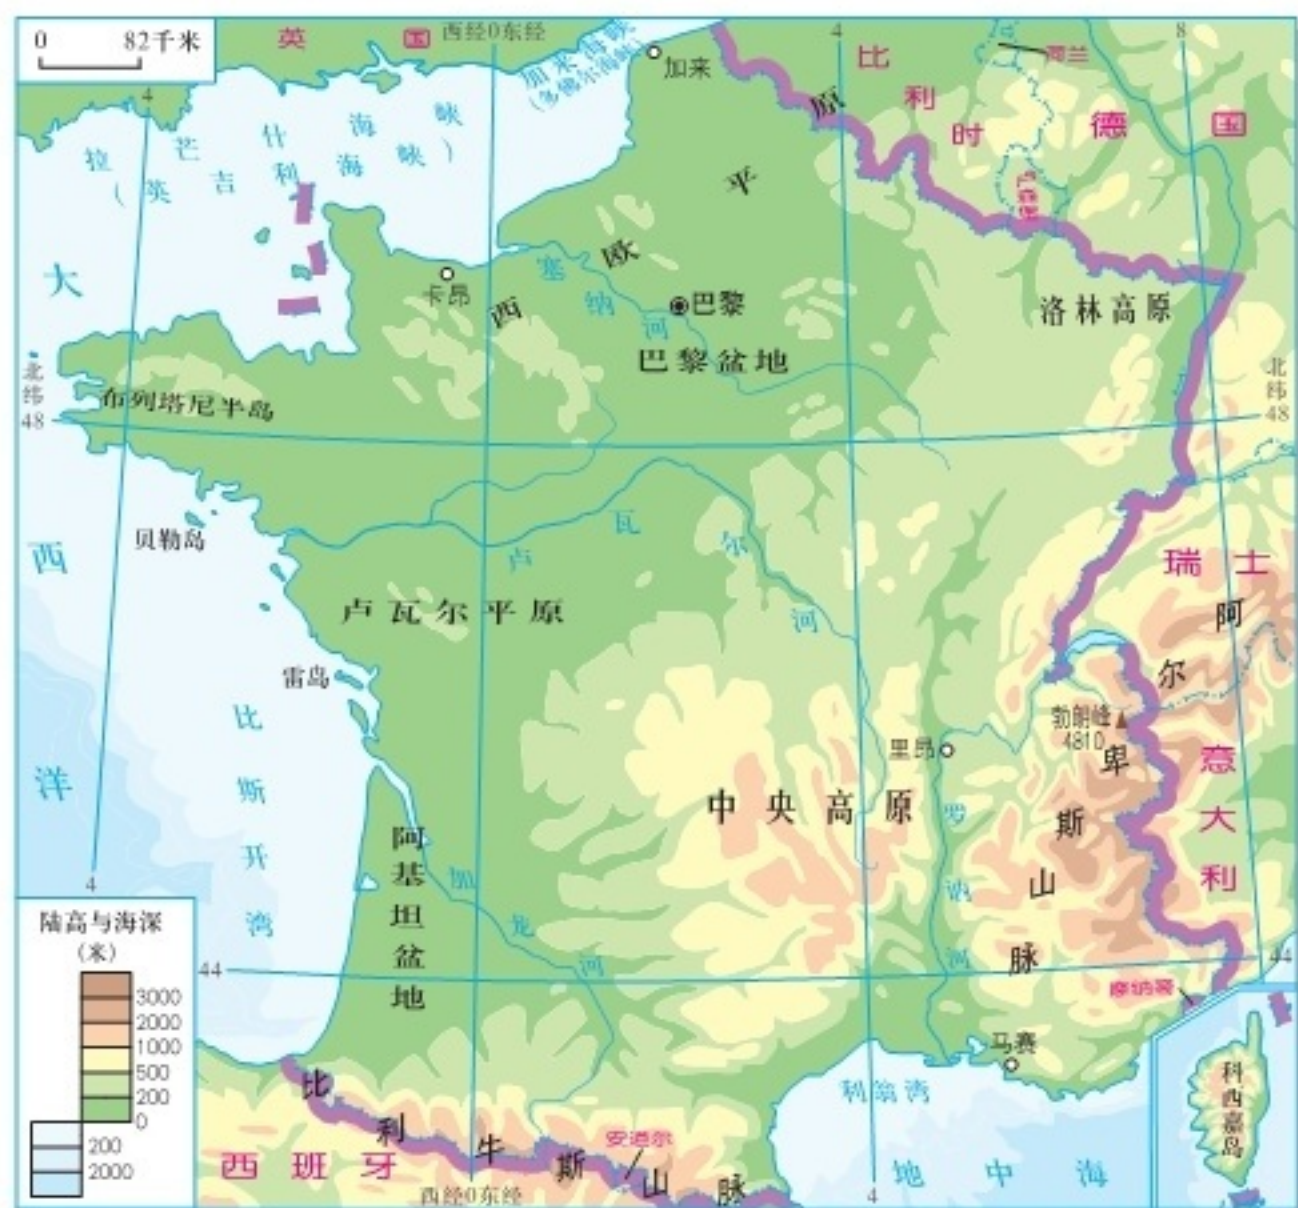 0 82千米
英国
西经0东经
加来海峡
(多佛尔海峡)
加来
4
比利时
荷兰
8
德国
4
拉芒什海峡
(英吉利海峡)
卢森堡
西欧平原
大西洋
塞纳河
卡昂
巴黎
巴黎盆地
洛林高原
北纬
48
北纬
48
布列塔尼半岛
贝勒岛
卢瓦尔河
卢瓦尔平原
瑞士
阿尔卑斯山脉
雷岛
比斯开湾
勃朗峰
4810
里昂
意大利
中央高原
罗讷河
阿基坦盆地
加龙河
4
44
44
摩纳哥
马赛
利翁湾
地中海
科西嘉岛
比利牛斯山脉
安道尔
西班牙
西经0东经
4
陆高与海深
(米)
3000
2000
1000
500
200
0
200
2000